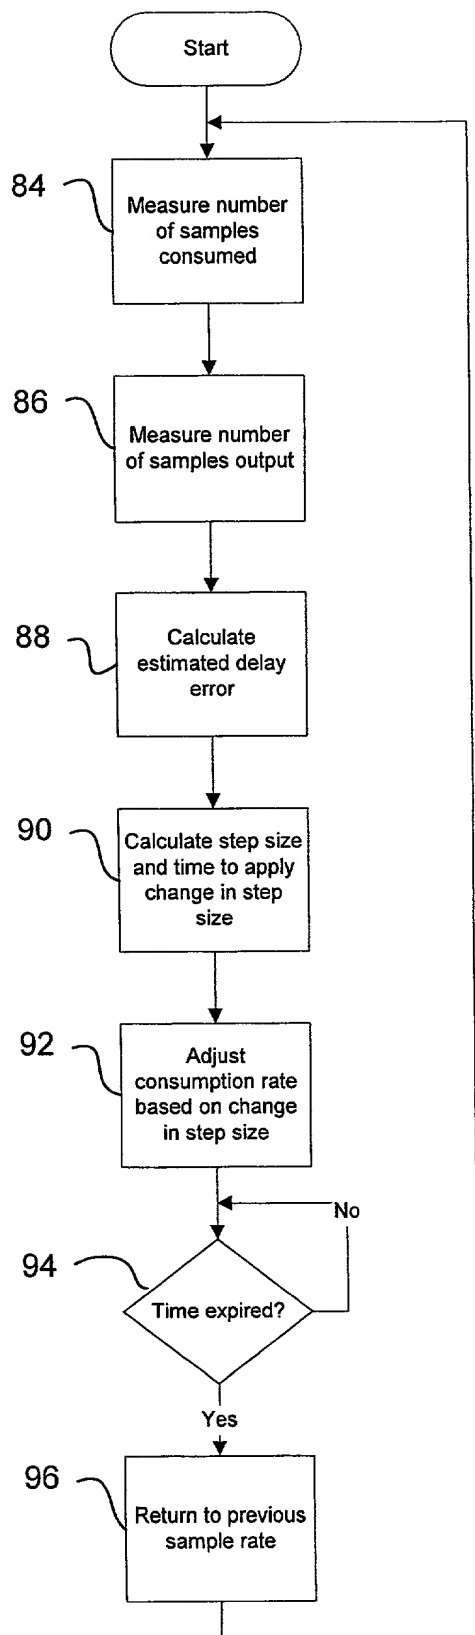 Start
84
Measure number
of samples
consumed
86
Measure number
of samples output
88
Calculate
estimated delay
error
90
Calculate step size
and time to apply
change in step
size
92
Adjust
consumption rate
based on change
in step size
No
94
Time expired?
Yes
96
Return to previous
sample rate